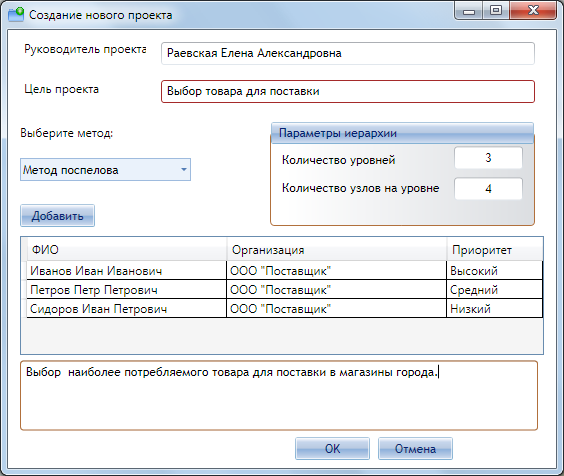 Создание нового проекта
Руководитель проекта Раевская Елена Александровна
Цель проекта Выбор товара для поставки
Выберите метод:
Метод поспелова
Параметры иерархии
Количество уровней 3
Количество узлов на уровне 4
Добавить
ФИО Организация Приоритет
Иванов Иван Иванович ООО "Поставщик" Высокий
Петров Петр Петрович ООО "Поставщик" Средний
Сидоров Иван Петрович ООО "Поставщик" Низкий
Выбор наиболее потребляемого товара для поставки в магазины города.
OK Отмена